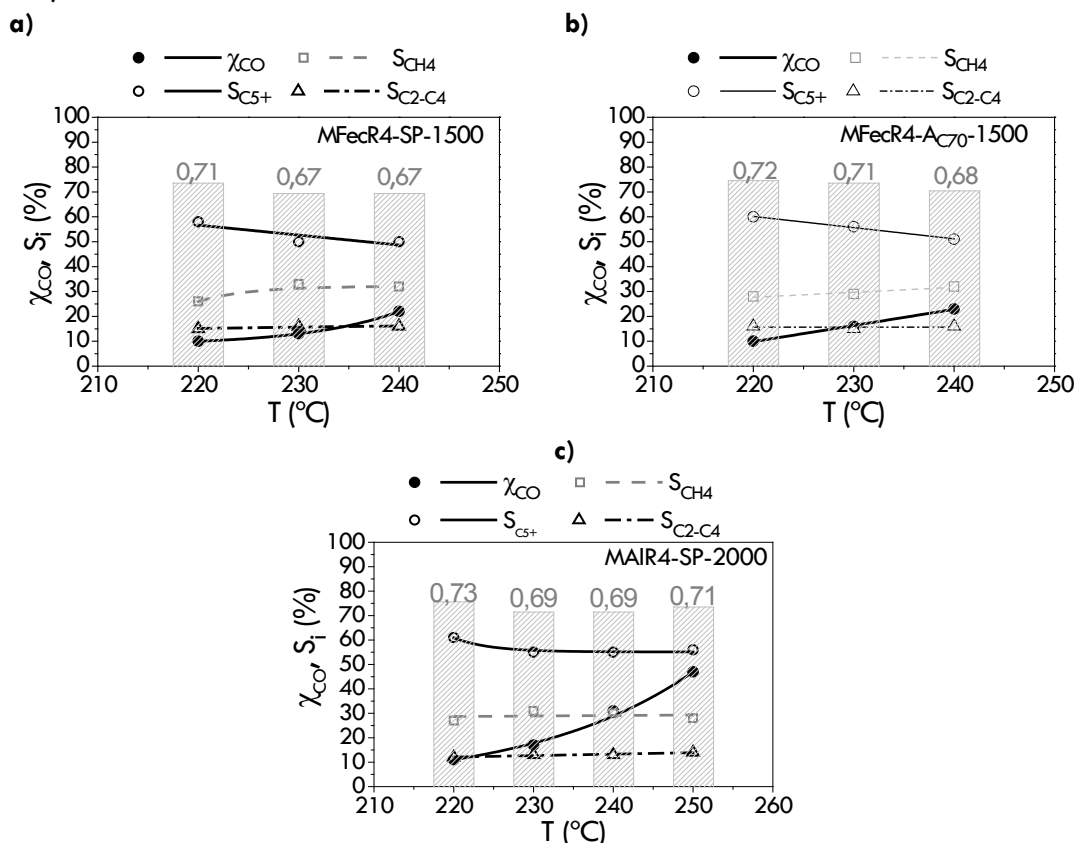 a)
χCO SCH4
SC5+ SC2-C4
MFecR4-SP-1500
0,71 0,67 0,67
100
90
80
70
60
50
40
30
20
10
0
χCO, Si (%)
210 220 230 240 250
T (°C)
b)
χCO SCH4
SC5+ SC2-C4
MFecR4-AC70-1500
0,72 0,71 0,68
100
90
80
70
60
50
40
30
20
10
0
χCO, Si (%)
210 220 230 240 250
T (°C)
c)
χCO SCH4
SC5+ SC2-C4
MAlR4-SP-2000
0,73 0,69 0,69 0,71
100
90
80
70
60
50
40
30
20
10
0
χCO, Si (%)
210 220 230 240 250 260
T (°C)